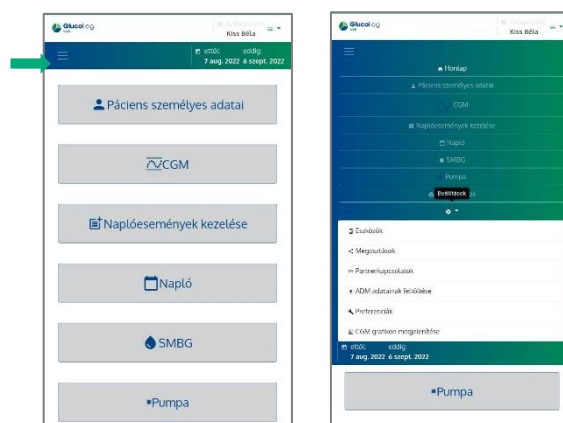 GlucoLog
web
Kiss Béla
ettől: eddig:
7 aug. 2022 6 szept. 2022
Páciens személyes adatai
CGM
Naplóesemények kezelése
Napló
SMBG
Pumpa
GlucoLog
web
Kiss Béla
Honlap
Páciens személyes adatai
CGM
Naplóesemények kezelése
Napló
SMBG
Pumpa
Beállítások
Eszközök
Megosztások
Partnerkapcsolatok
ADM adatainak feltöltése
Preferenciák
CGM grafikon megjelenítése
ettől: eddig:
7 aug. 2022 6 szept. 2022
Pumpa